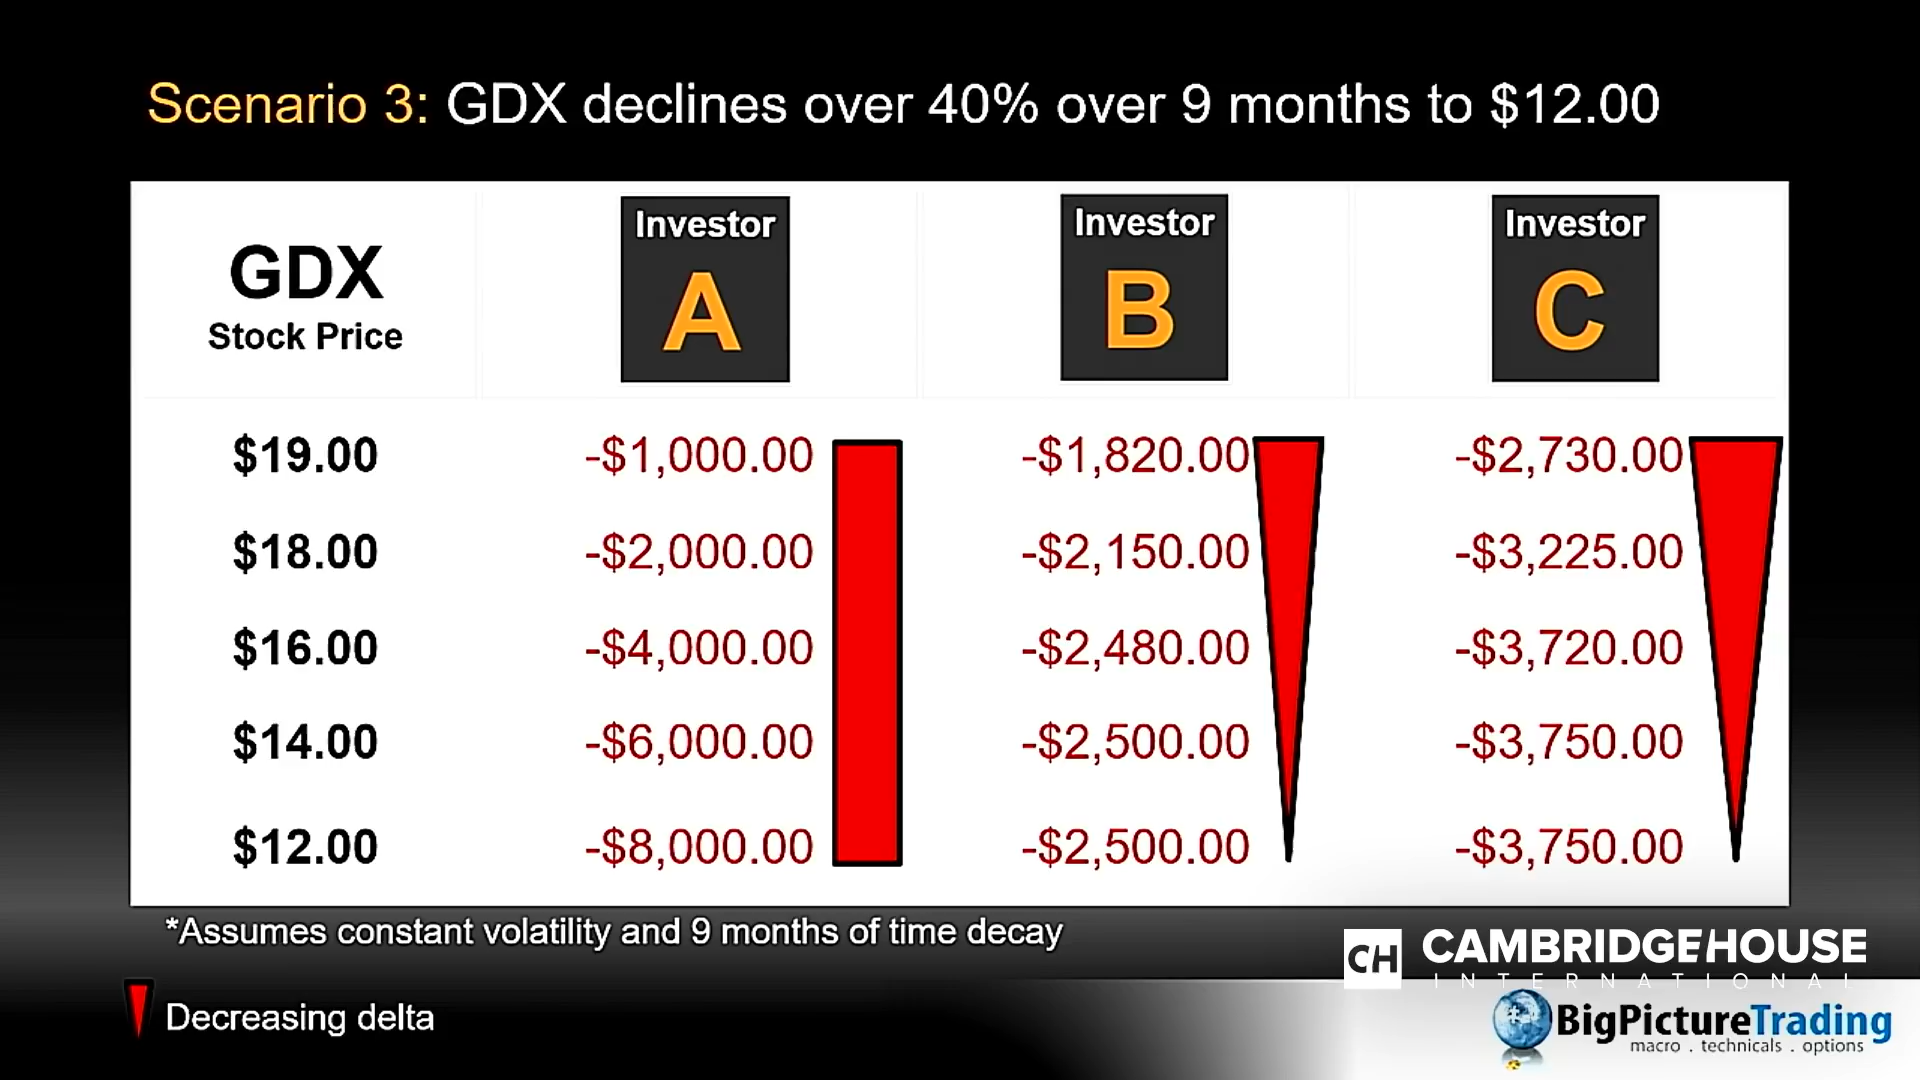 Scenario 3: GDX declines over 40% over 9 months to $12.00
GDX
Stock Price
Investor
A
Investor
B
Investor
C
$19.00 -$1,000.00 -$1,820.00 -$2,730.00
$18.00 -$2,000.00 -$2,150.00 -$3,225.00
$16.00 -$4,000.00 -$2,480.00 -$3,720.00
$14.00 -$6,000.00 -$2,500.00 -$3,750.00
$12.00 -$8,000.00 -$2,500.00 -$3,750.00
*Assumes constant volatility and 9 months of time decay
Decreasing delta
CH CAMBRIDGEHOUSE
INTERNATIONAL
BigPictureTrading
macro . technicals . options